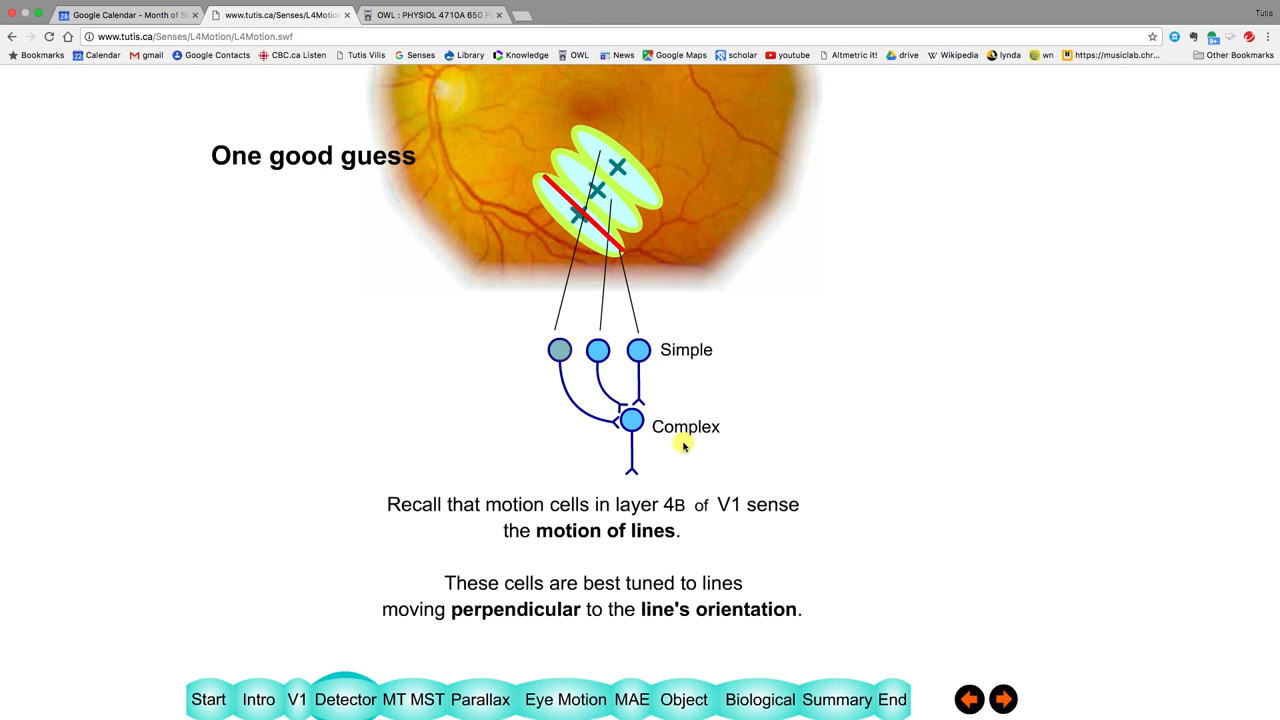 Google Calendar - Month of S
www.tutis.ca/Senses/L4Motio
OWL : PHYSIOL 4710A 650 F
Tutis
www.tutis.ca/Senses/L4Motion/L4Motion.swf
Bookmarks 22 Calendar gmail Google Contacts CBC.ca Listen Tutis Vilis Senses Library Knowledge OWL News Google Maps scholar youtube Altmetric it! drive Wikipedia lynda wn https://musiclab.chr... Other Bookmarks
One good guess
Simple
Complex
Recall that motion cells in layer 4B of V1 sense
the motion of lines.
These cells are best tuned to lines
moving perpendicular to the line's orientation.
Start Intro V1 Detector MT MST Parallax Eye Motion MAE Object Biological Summary End